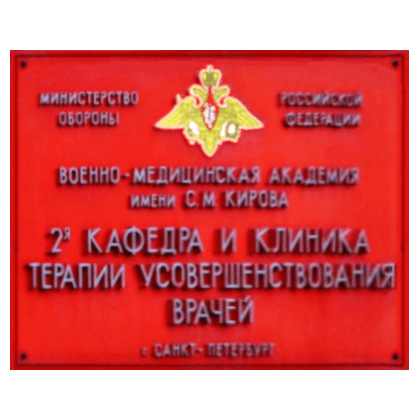 МИНИСТЕРСТВО РОССИЙСКОЙ
ОБОРОНЫ ФЕДЕРАЦИИ
ВОЕННО-МЕДИЦИНСКАЯ АКАДЕМИЯ
ИМЕНИ С.М. КИРОВА
2Я КАФЕДРА И КЛИНИКА
ТЕРАПИИ УСОВЕРШЕНСТВОВАНИЯ
ВРАЧЕЙ
г. САНКТ-ПЕТЕРБУРГ